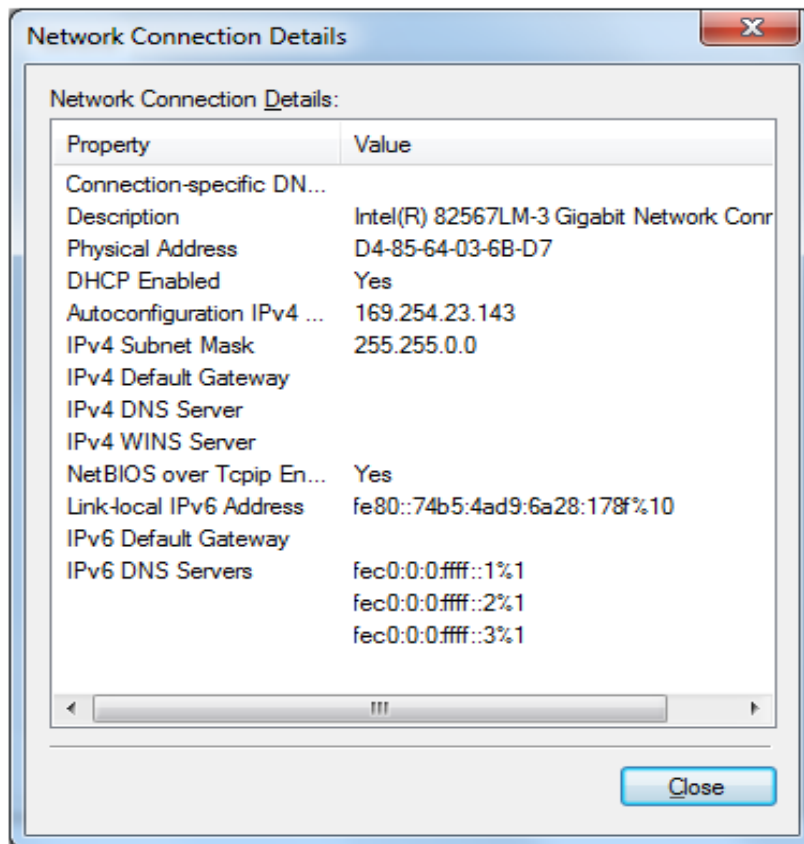 Network Connection Details
Network Connection Details:
Property Value
Connection-specific DN...
Description Intel(R) 82567LM-3 Gigabit Network Conr
Physical Address D4-85-64-03-6B-D7
DHCP Enabled Yes
Autoconfiguration IPv4 ... 169.254.23.143
IPv4 Subnet Mask 255.255.0.0
IPv4 Default Gateway
IPv4 DNS Server
IPv4 WINS Server
NetBIOS over Tcpip En... Yes
Link-local IPv6 Address fe80::74b5:4ad9:6a28:178f%10
IPv6 Default Gateway
IPv6 DNS Servers fec0:0:0:ffff::1%1
fec0:0:0:ffff::2%1
fec0:0:0:ffff::3%1
Close